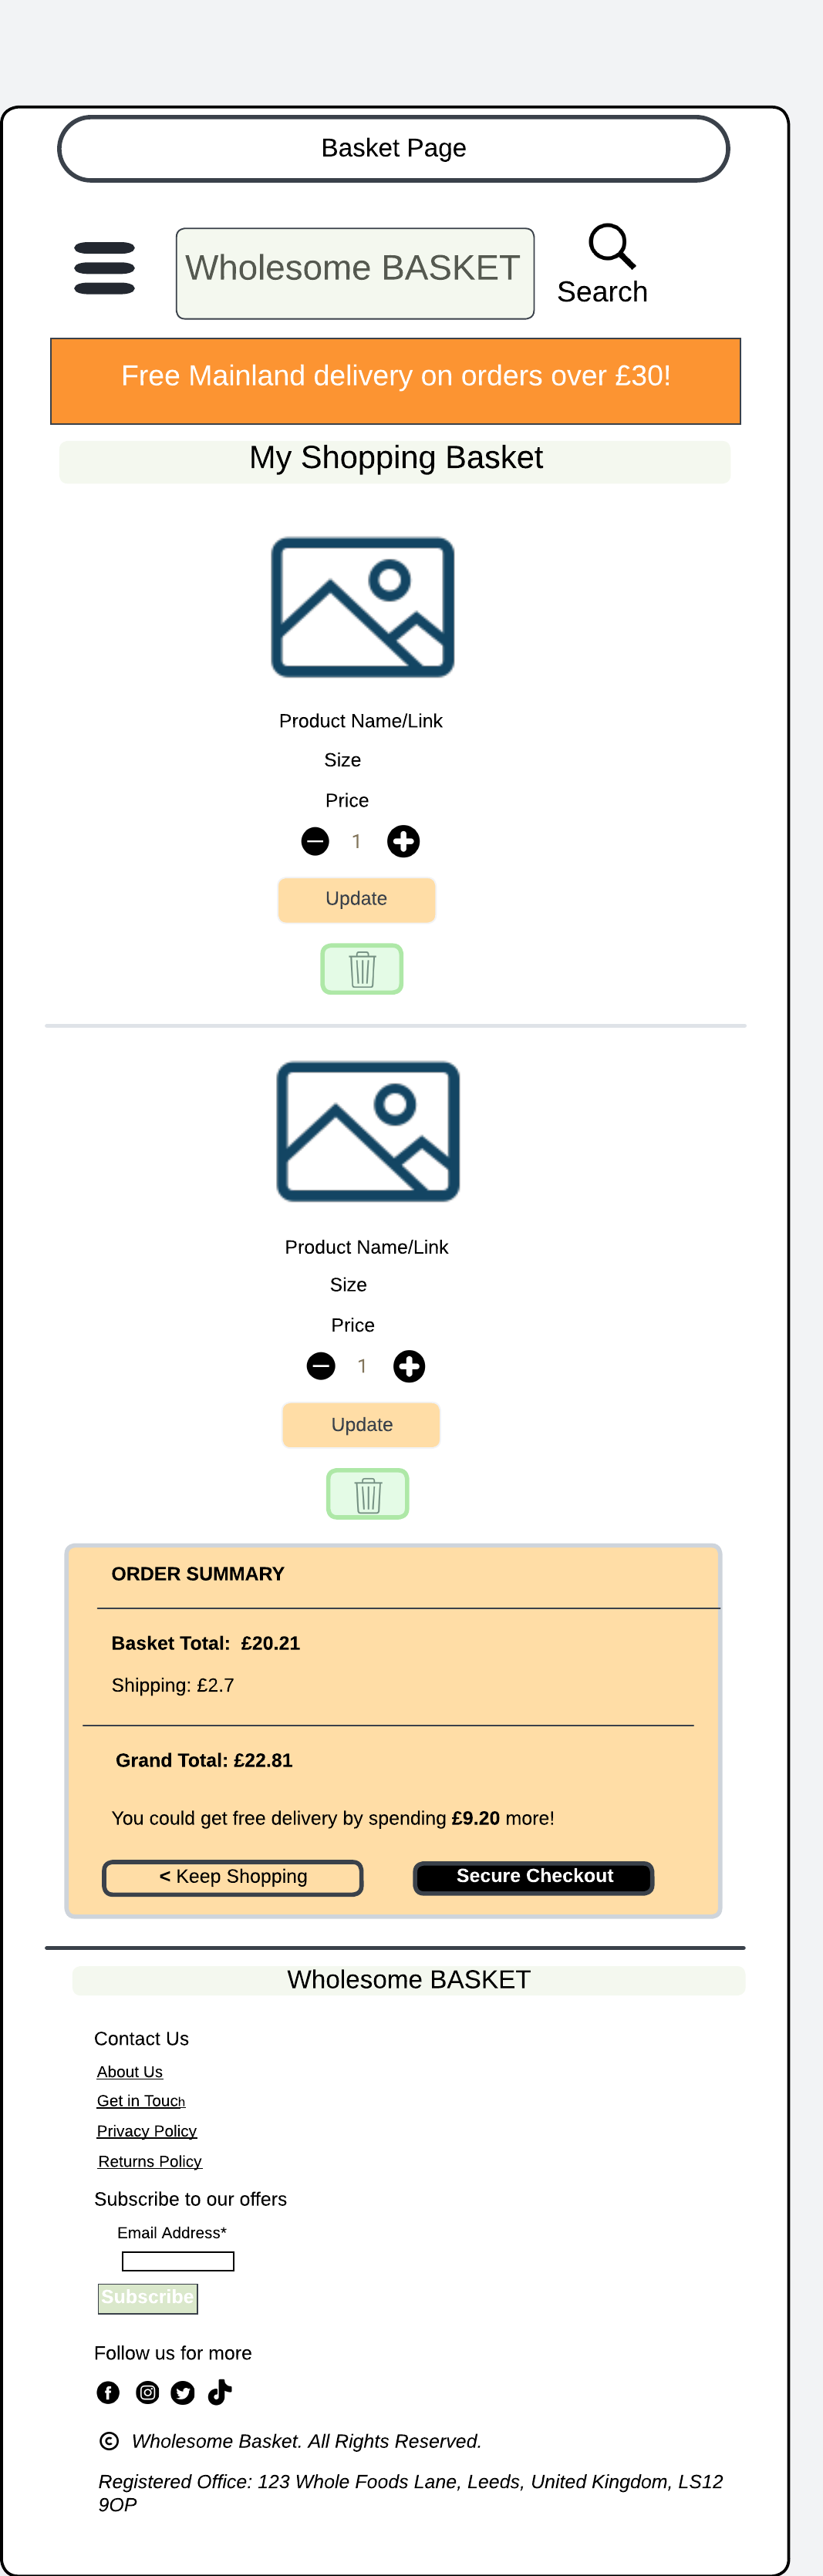 Basket Page
Wholesome BASKET
Search
Free Mainland delivery on orders over £30!
My Shopping Basket
Product Name/Link
Size
Price
1
Update
Product Name/Link
Size
Price
1
Update
ORDER SUMMARY
Basket Total: £20.21
Shipping: £2.7
Grand Total: £22.81
You could get free delivery by spending £9.20 more!
< Keep Shopping
Secure Checkout
Wholesome BASKET
Contact Us
About Us
Get in Touch
Privacy Policy
Returns Policy
Subscribe to our offers
Email Address*
Subscribe
Follow us for more
© Wholesome Basket. All Rights Reserved.
Registered Office: 123 Whole Foods Lane, Leeds, United Kingdom, LS12
9OP